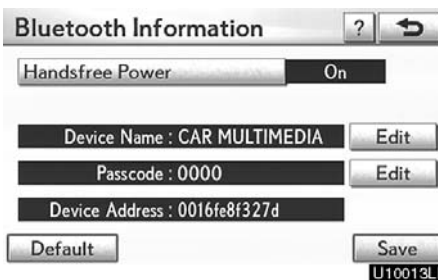 Bluetooth Information ?
Handsfree Power On
Device Name : CAR MULTIMEDIA Edit
Passcode : 0000 Edit
Device Address : 0016fe8f327d
Default Save
U10013L